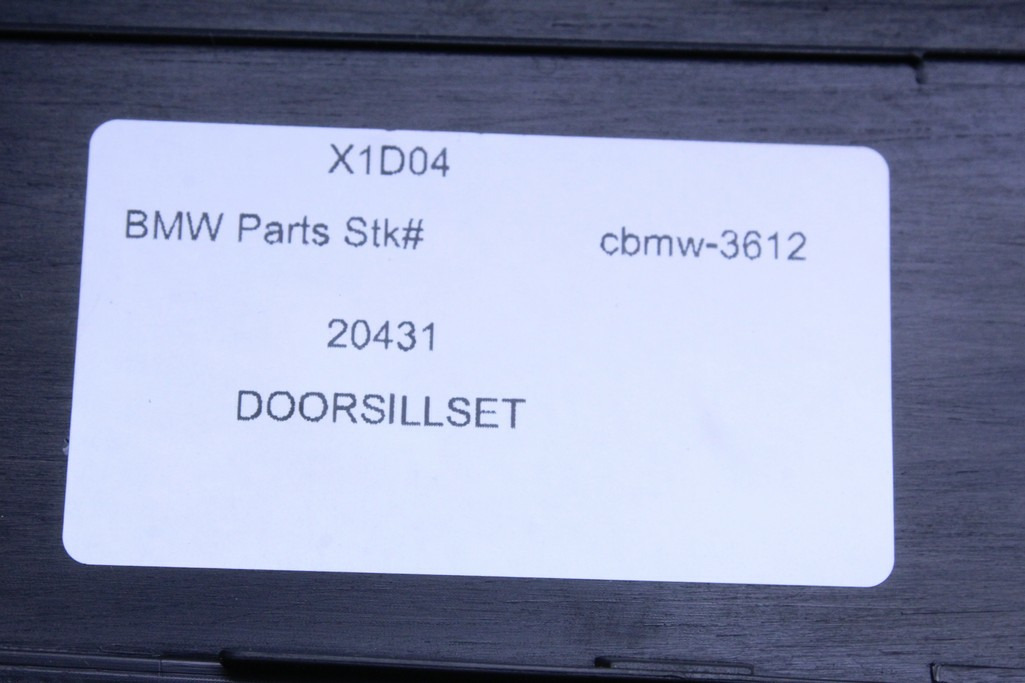 X1D04
BMW Parts Stk# cbmw-3612
20431
DOORSILLSET